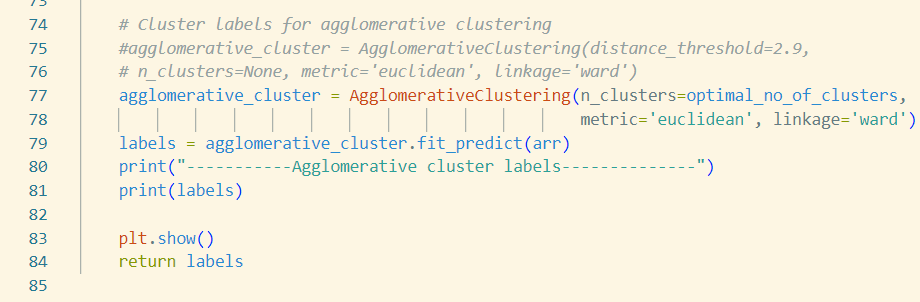 73
74 # Cluster labels for agglomerative clustering
75 #agglomerative_cluster = AgglomerativeClustering(distance_threshold=2.9,
76 # n_clusters=None, metric='euclidean', linkage='ward')
77 agglomerative_cluster = AgglomerativeClustering(n_clusters=optimal_no_of_clusters,
78 metric='euclidean', linkage='ward')
79 labels = agglomerative_cluster.fit_predict(arr)
80 print("-----------Agglomerative cluster labels--------------")
81 print(labels)
82
83 plt.show()
84 return labels
85